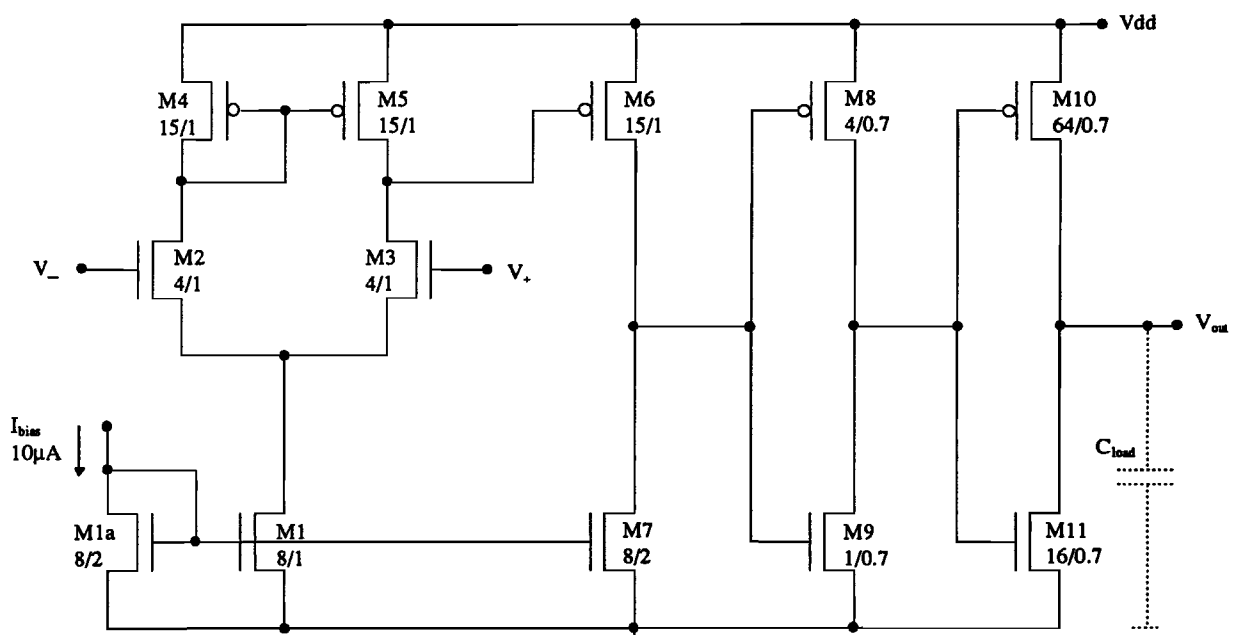 Vdd
M4
15/1
M5
15/1
M6
15/1
M8
4/0.7
M10
64/0.7
V_
M2
4/1
M3
4/1
V+
Vout
Ibias
10µA
Cload
M1a
8/2
M1
8/1
M7
8/2
M9
1/0.7
M11
16/0.7